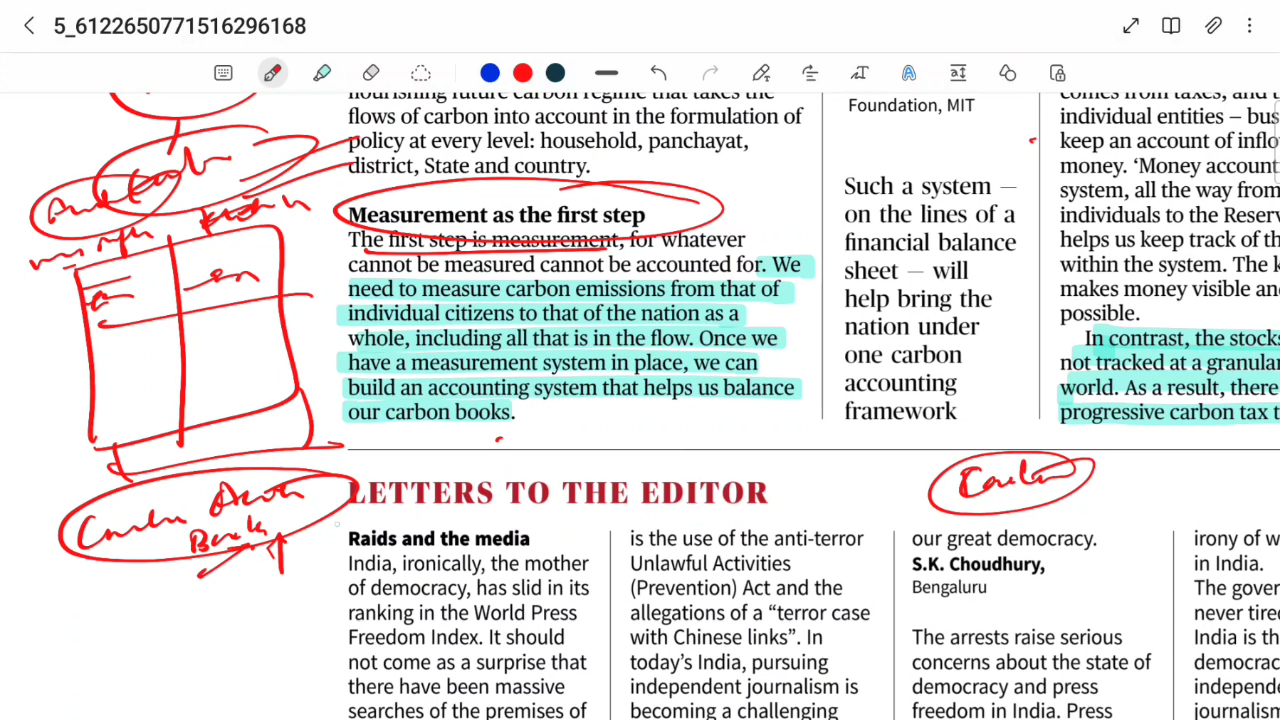 5_6122650771516296168
nourishing future carbon regime that takes the
flows of carbon into account in the formulation of
policy at every level: household, panchayat,
district, State and country.
Measurement as the first step
The first step is measurement, for whatever
cannot be measured cannot be accounted for. We
need to measure carbon emissions from that of
individual citizens to that of the nation as a
whole, including all that is in the flow. Once we
have a measurement system in place, we can
build an accounting system that helps us balance
our carbon books.
Foundation, MIT
Such a system —
on the lines of a
financial balance
sheet — will
help bring the
nation under
one carbon
accounting
framework
comes from taxes, and
individual entities – bus
keep an account of inflo
money. ‘Money account
system, all the way from
individuals to the Reserv
helps us keep track of th
within the system. The k
makes money visible and
possible.
In contrast, the stocks
not tracked at a granular
world. As a result, there
progressive carbon tax t
LETTERS TO THE EDITOR
Raids and the media
India, ironically, the mother
of democracy, has slid in its
ranking in the World Press
Freedom Index. It should
not come as a surprise that
there have been massive
searches of the premises of
is the use of the anti-terror
Unlawful Activities
(Prevention) Act and the
allegations of a “terror case
with Chinese links”. In
today’s India, pursuing
independent journalism is
becoming a challenging
our great democracy.
S.K. Choudhury,
Bengaluru
The arrests raise serious
concerns about the state of
democracy and press
freedom in India. Press
irony of w
in India.
The gover
never tired
India is th
democrac
independe
journalism